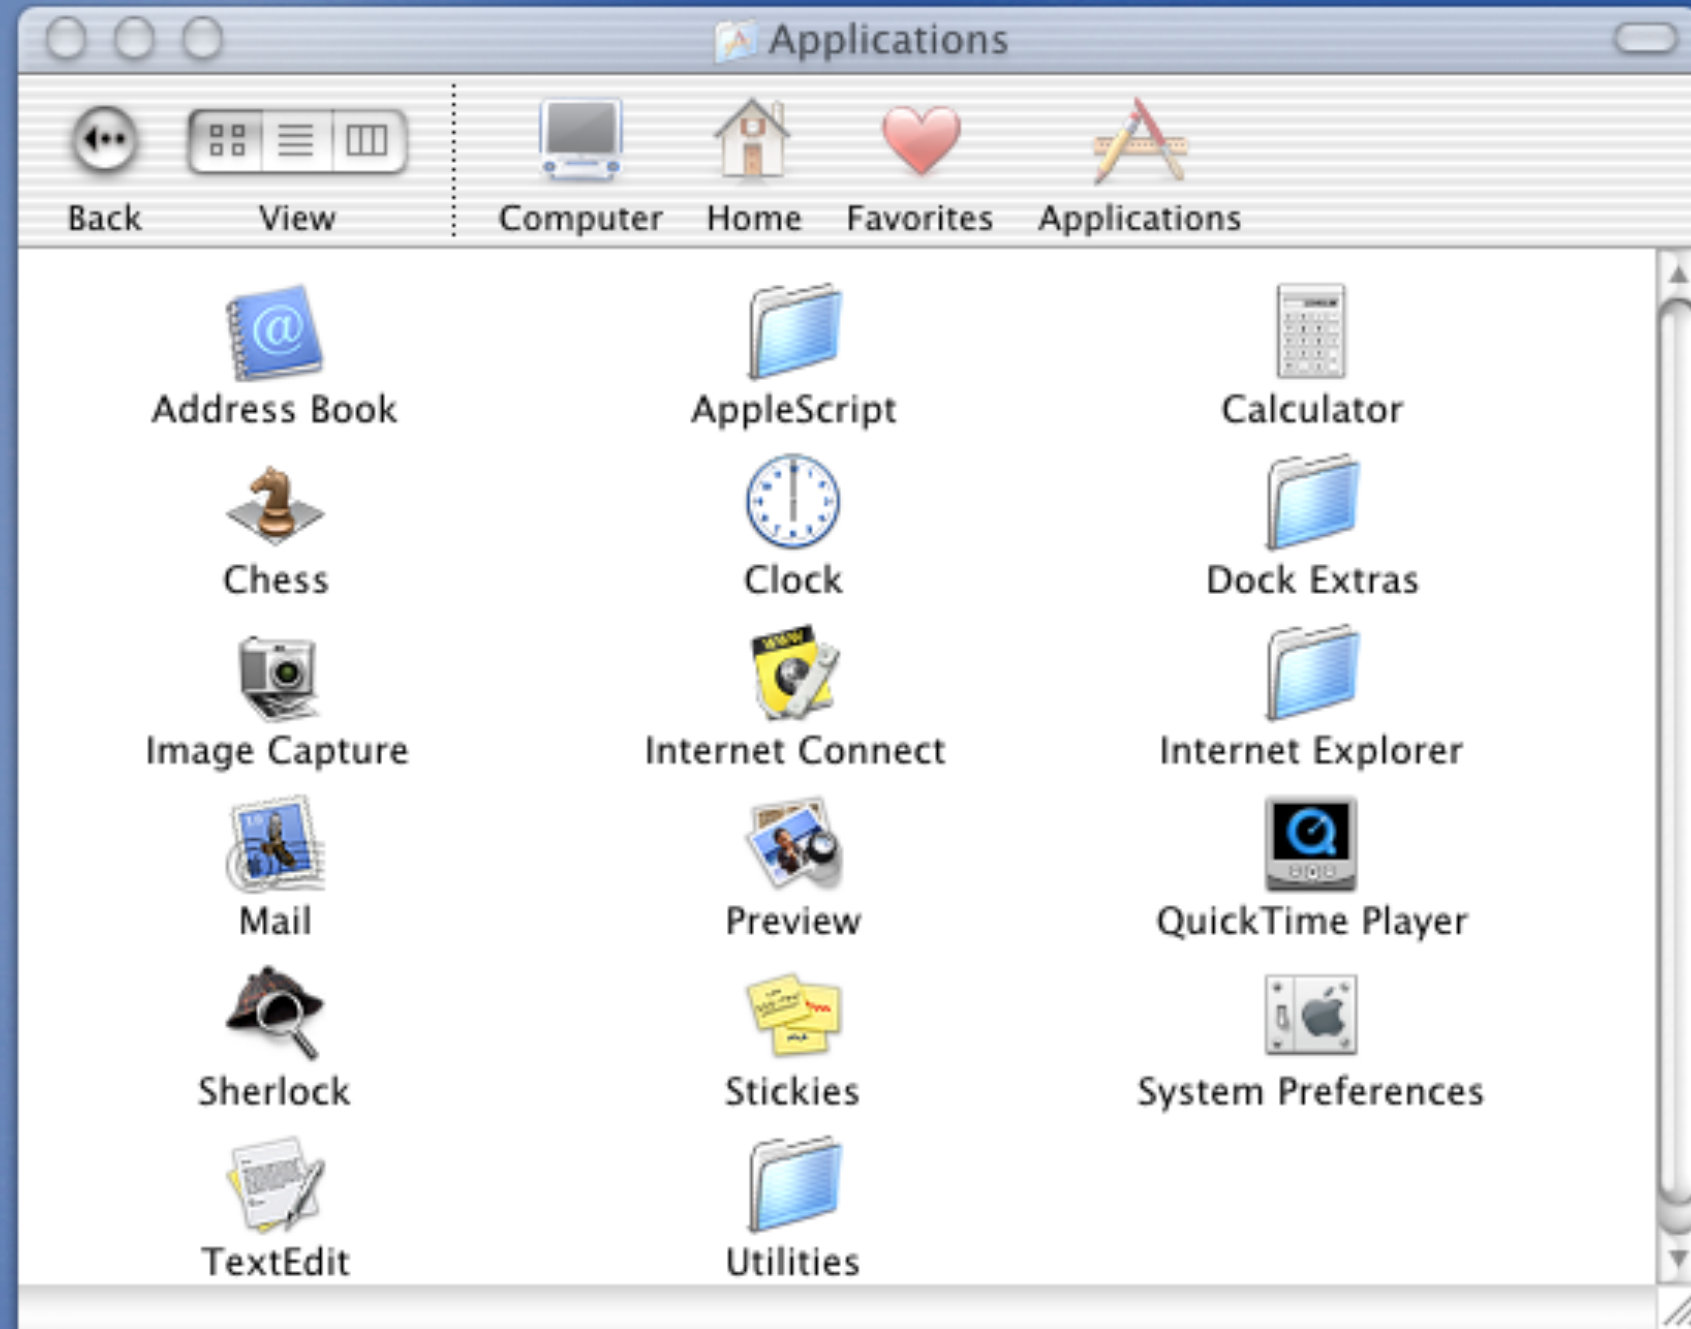 Applications
Back View Computer Home Favorites Applications
Address Book AppleScript Calculator
Chess Clock Dock Extras
WWW
Image Capture Internet Connect Internet Explorer
Mail Preview QuickTime Player
Sherlock Stickies System Preferences
TextEdit Utilities